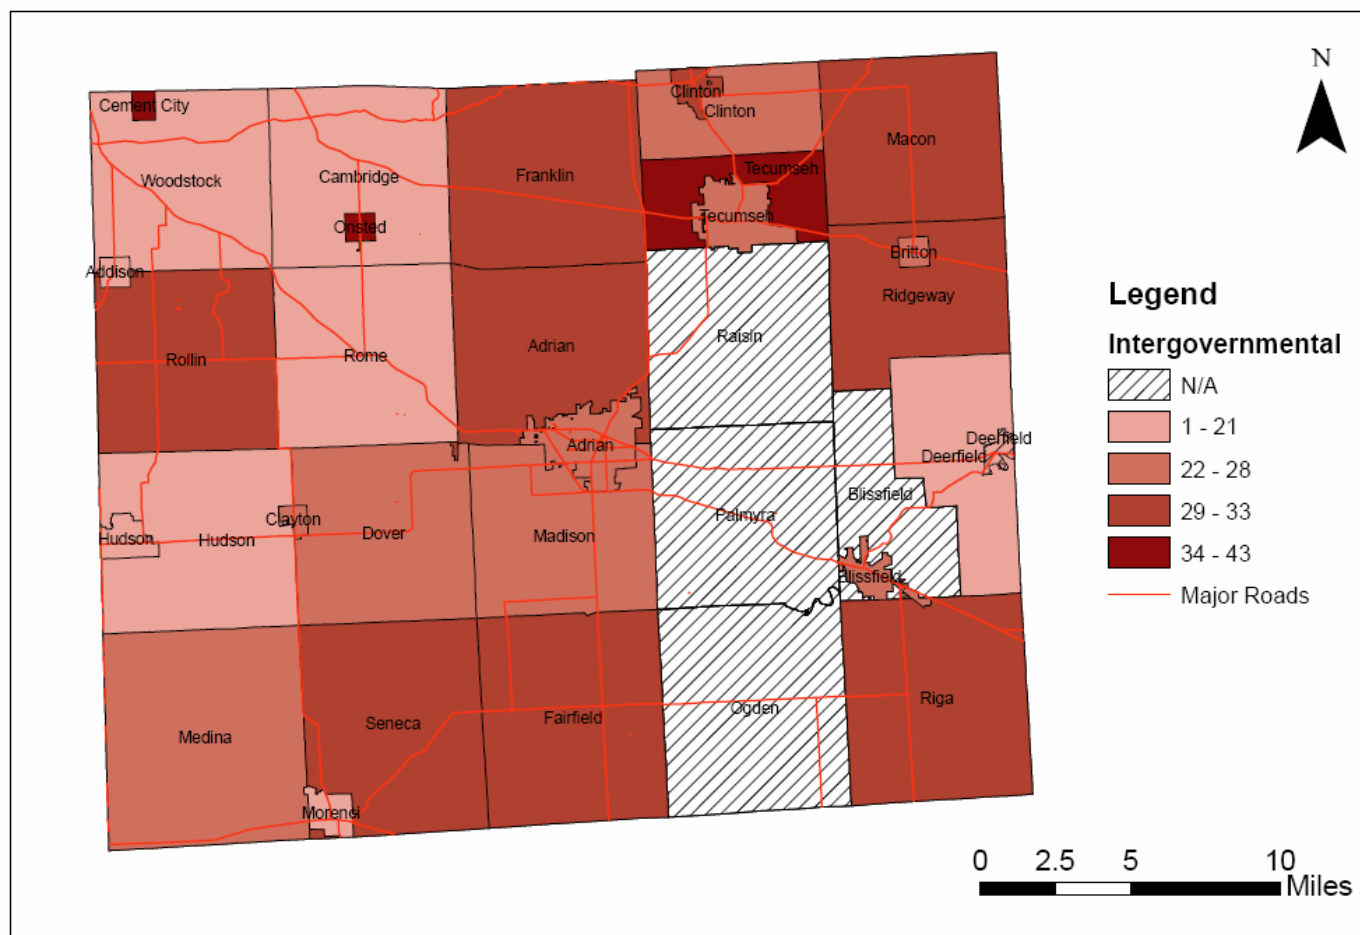 N
Clinton
Clinton
Cement City
Macon
Tecumseh
Franklin
Cambridge
Woodstock
Tecumseh
Onsted
Britton
Addison
Ridgeway
Legend
Raisin
Intergovernmental
Adrian
Rome
Rollin
N/A
1 - 21
Deerfield
Adrian
Deerfield
22 - 28
Blissfield
29 - 33
Palmyra
Clayton
Dover
Madison
Hudson
Hudson
34 - 43
Blissfield
Major Roads
Riga
Ogden
Fairfield
Seneca
Medina
Morenci
0 2.5 5 10
Miles